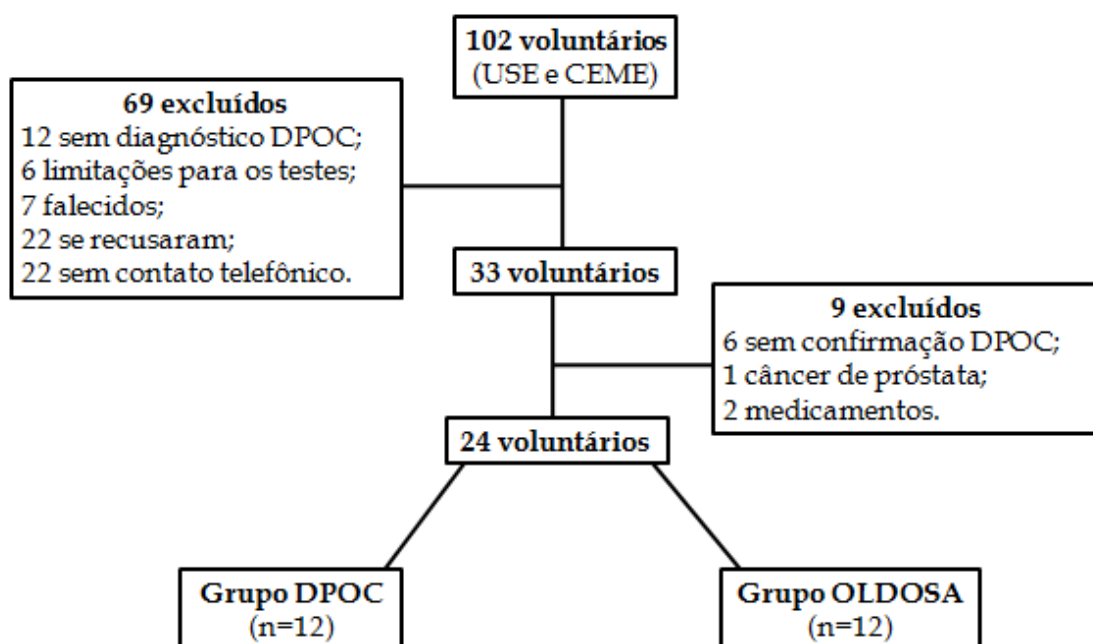 102 voluntários
(USE e CEME)
69 excluídos
12 sem diagnóstico DPOC;
6 limitações para os testes;
7 falecidos;
22 se recusaram;
22 sem contato telefônico.
33 voluntários
9 excluídos
6 sem confirmação DPOC;
1 câncer de próstata;
2 medicamentos.
24 voluntários
Grupo DPOC
(n=12)
Grupo OLDOSA
(n=12)